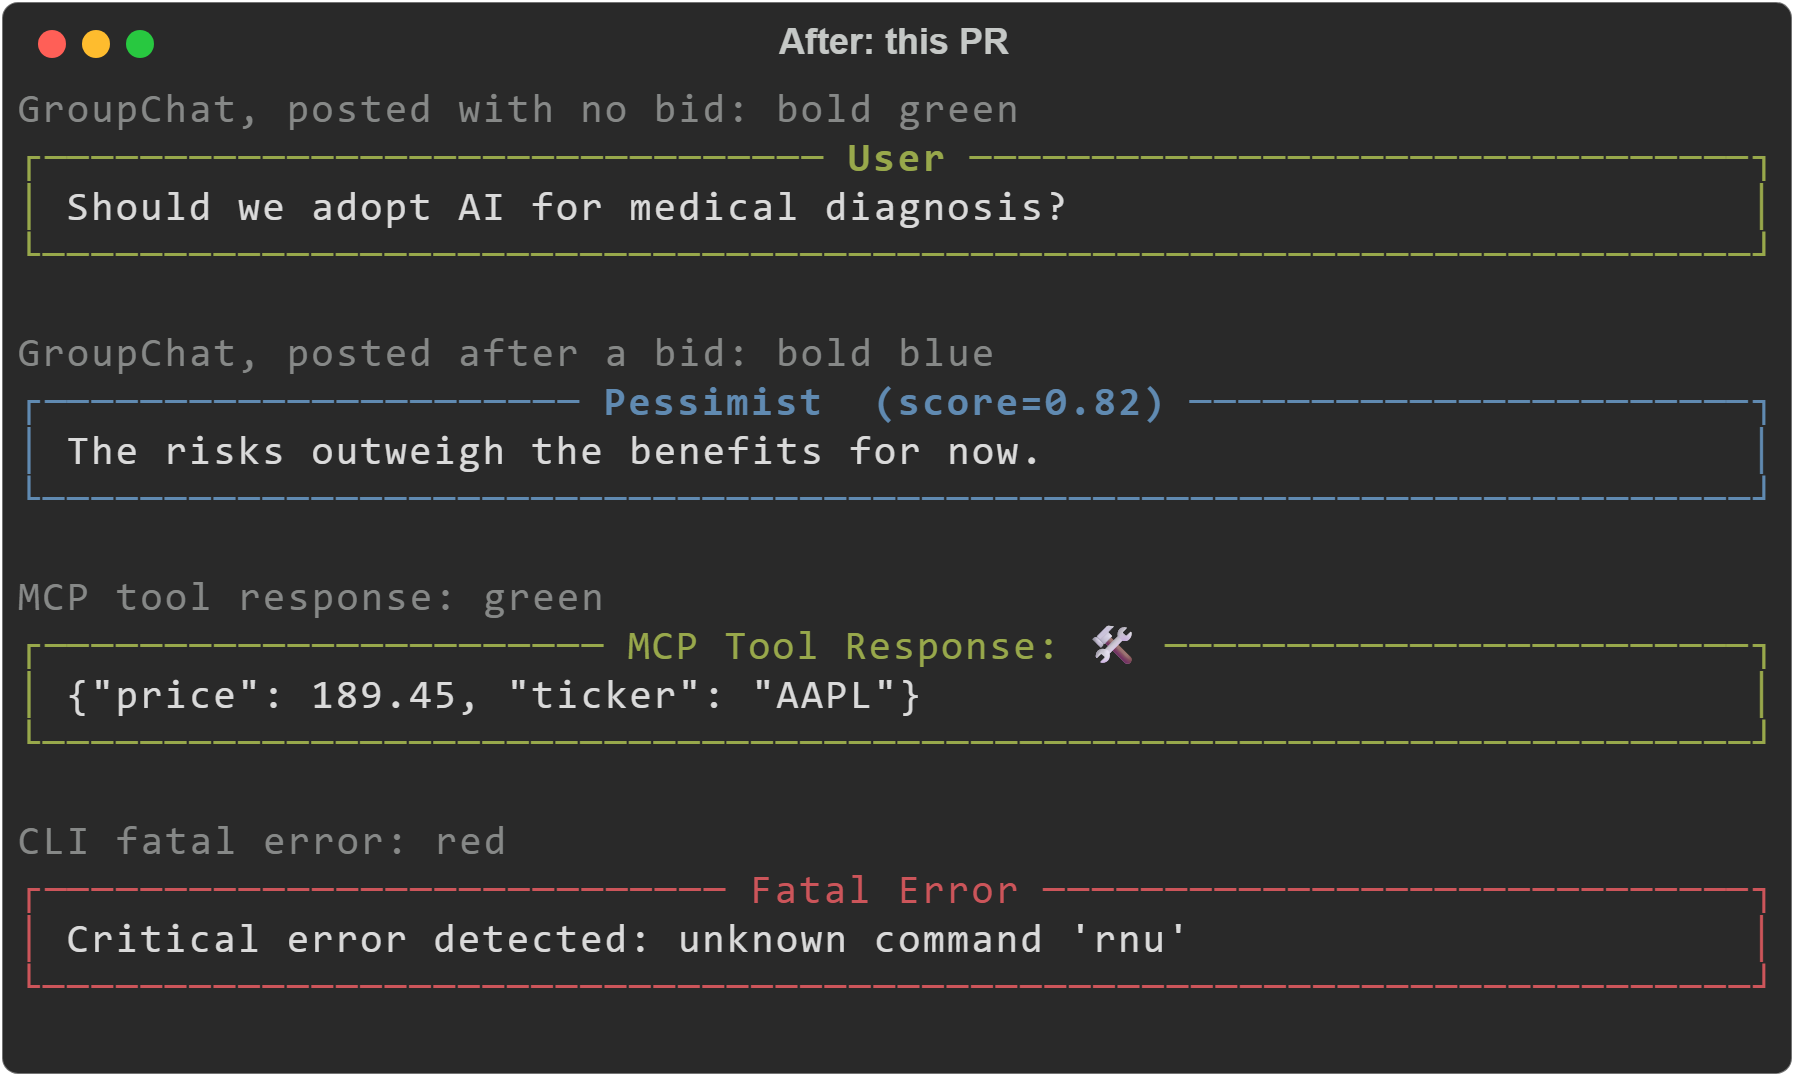 After: this PR
GroupChat, posted with no bid: bold green
User
Should we adopt AI for medical diagnosis?
GroupChat, posted after a bid: bold blue
Pessimist  (score=0.82)
The risks outweigh the benefits for now.
MCP tool response: green
MCP Tool Response: 🛠️
{"price": 189.45, "ticker": "AAPL"}
CLI fatal error: red
Fatal Error
Critical error detected: unknown command 'rnu'